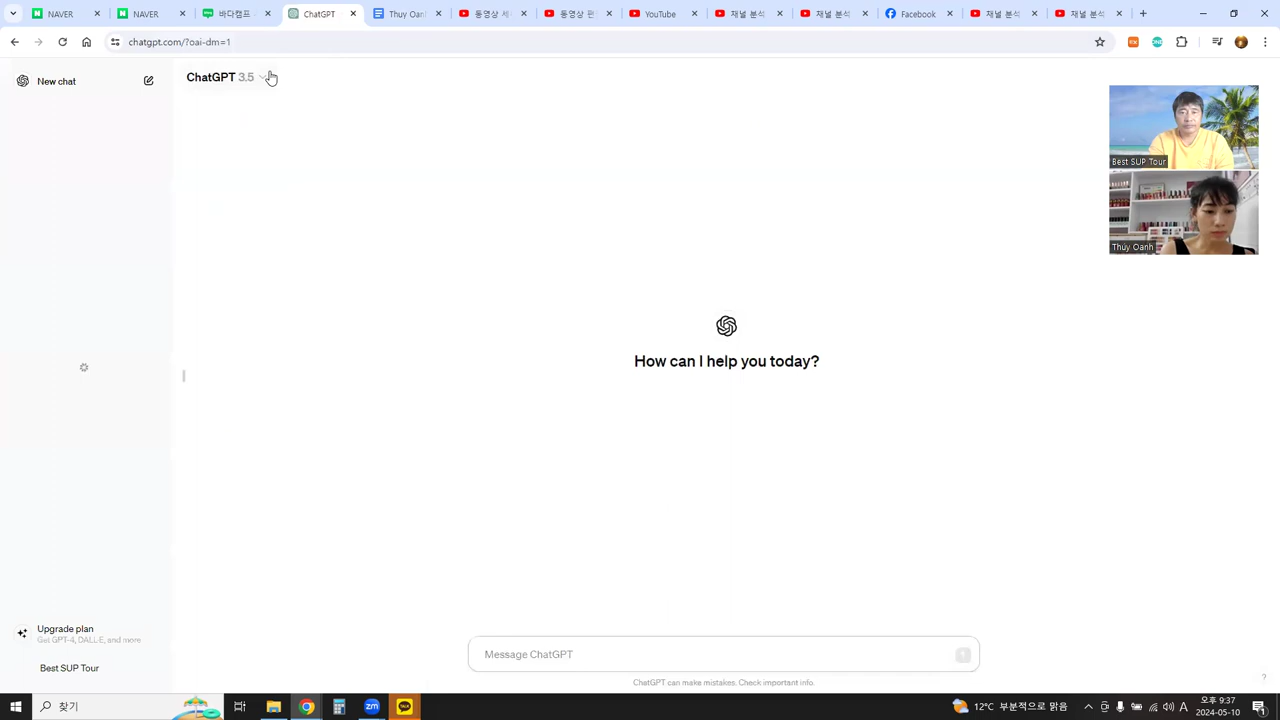 NAVER
NAVER
바다캠프
ChatGPT
Thuy Oanh
동영상 세
동영상 편
YouTube
채널 분석
채널 분석
Facebook
채널 분석
채널 분석
chatgpt.com/?oai-dm=1
New chat
ChatGPT 3.5
Best SUP Tour
Thúy Oanh
How can I help you today?
Upgrade plan
Get GPT-4, DALL·E, and more
Best SUP Tour
Message ChatGPT
ChatGPT can make mistakes. Check important info.
?
찾기
zm
TALK
12°C 부분적으로 맑음
A
오후 9:37
2024-05-10